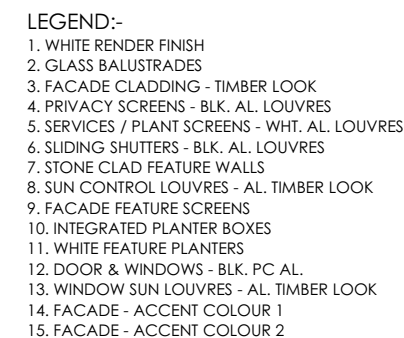 LEGEND:-
1. WHITE RENDER FINISH
2. GLASS BALUSTRADES
3. FACADE CLADDING - TIMBER LOOK
4. PRIVACY SCREENS - BLK. AL. LOUVRES
5. SERVICES / PLANT SCREENS - WHT. AL. LOUVRES
6. SLIDING SHUTTERS - BLK. AL. LOUVRES
7. STONE CLAD FEATURE WALLS
8. SUN CONTROL LOUVRES - AL. TIMBER LOOK
9. FACADE FEATURE SCREENS
10. INTEGRATED PLANTER BOXES
11. WHITE FEATURE PLANTERS
12. DOOR & WINDOWS - BLK. PC AL.
13. WINDOW SUN LOUVRES - AL. TIMBER LOOK
14. FACADE - ACCENT COLOUR 1
15. FACADE - ACCENT COLOUR 2